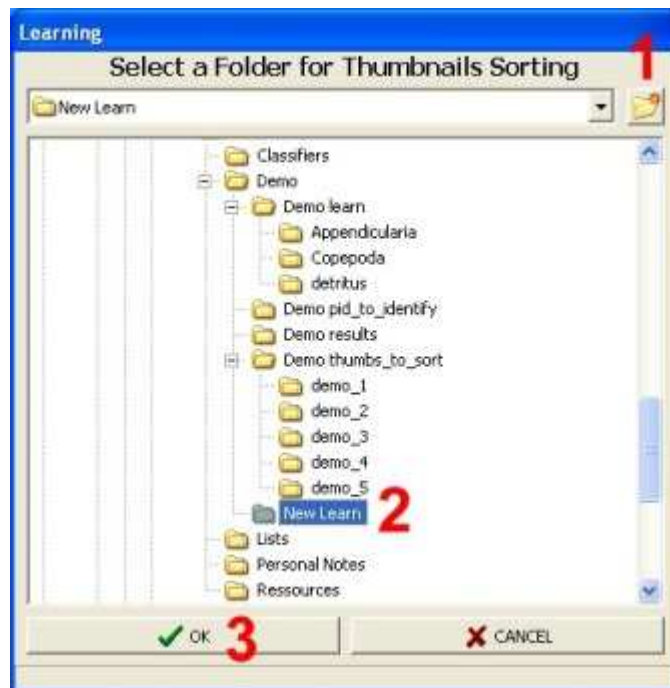 Learning
1
Select a Folder for Thumbnails Sorting
New Learn
Classifiers
Demo
Demo learn
Appendicularia
Copepoda
detritus
Demo pid_to_identify
Demo results
Demo thumbs_to_sort
demo_1
demo_2
demo_3
demo_4
demo_5
New Learn 2
Lists
Personal Notes
Ressources
OK 3 CANCEL